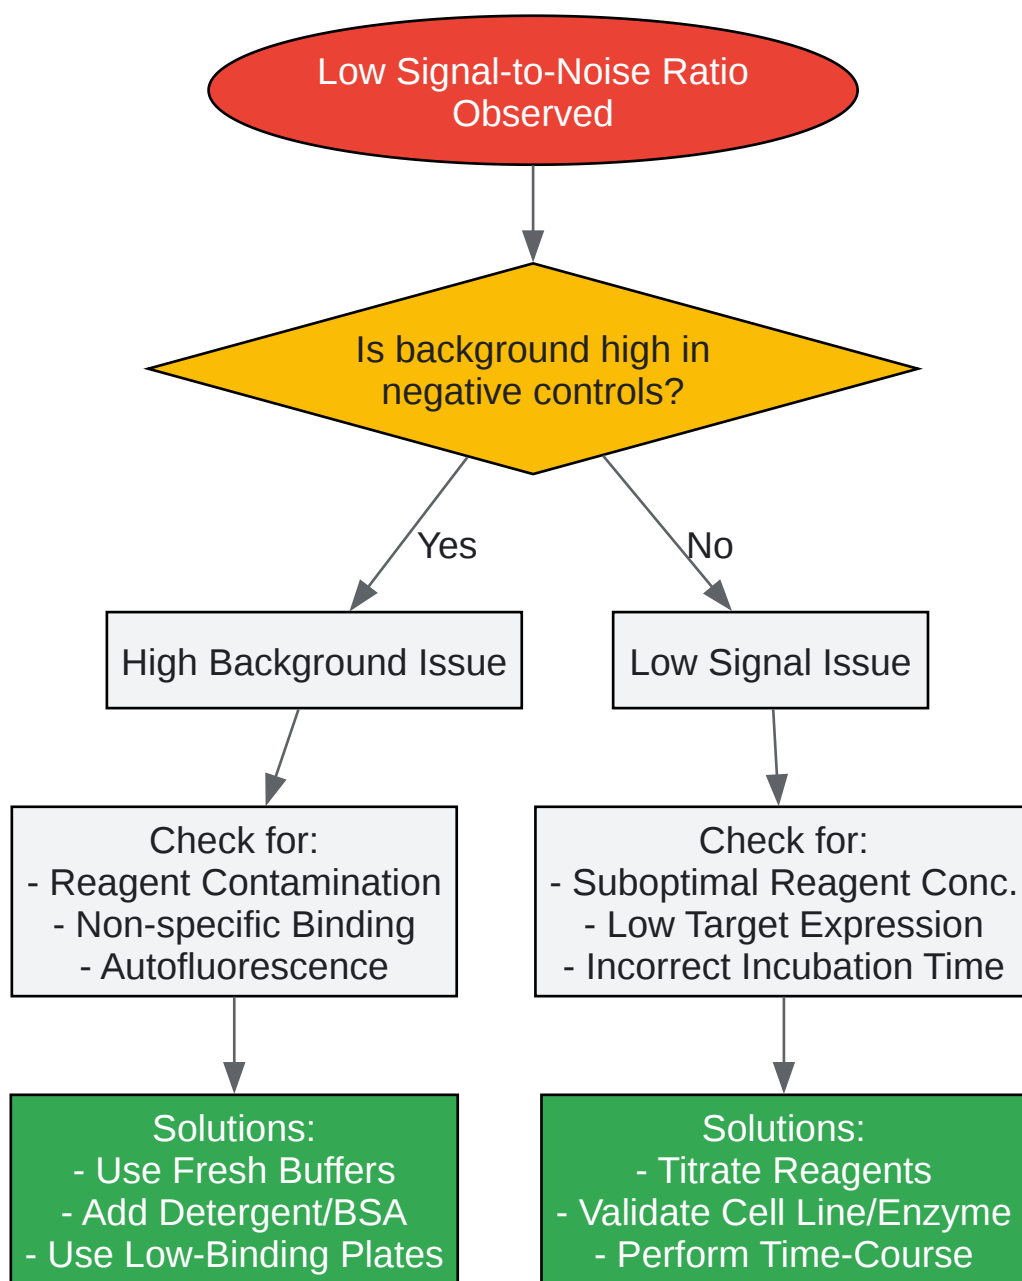 Low Signal-to-Noise Ratio
Observed
Is background high in
negative controls?
Yes
No
High Background Issue
Low Signal Issue
Check for:
- Reagent Contamination
- Non-specific Binding
- Autofluorescence
Check for:
- Suboptimal Reagent Conc.
- Low Target Expression
- Incorrect Incubation Time
Solutions:
- Use Fresh Buffers
- Add Detergent/BSA
- Use Low-Binding Plates
Solutions:
- Titrate Reagents
- Validate Cell Line/Enzyme
- Perform Time-Course